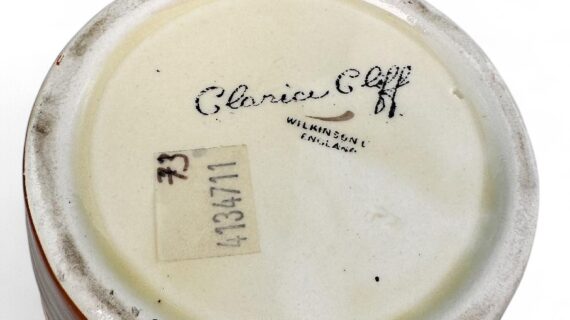 Clarice Cliff
WILKINSON L
ENGLAND
73
4134711